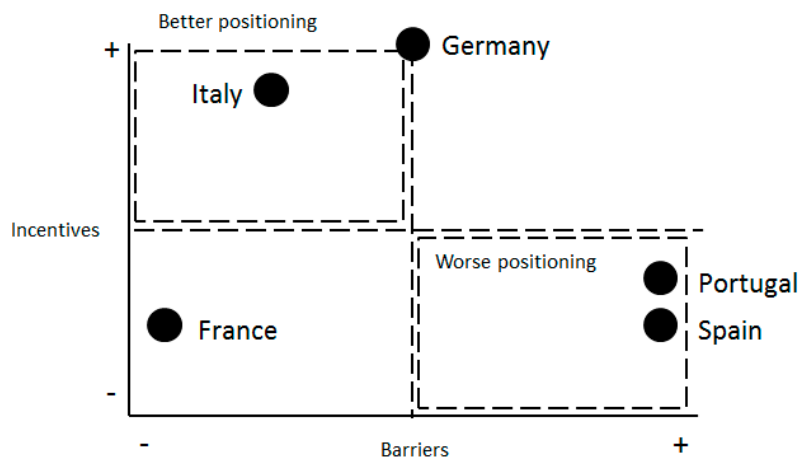 Better positioning
+
Germany
Italy
Incentives
Worse positioning
Portugal
France
Spain
-
-
Barriers
+